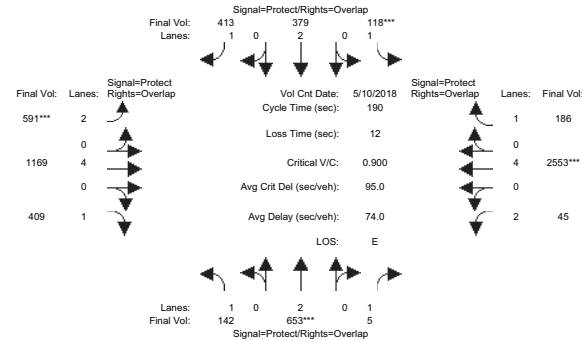 Signal=Protect/Rights=Overlap
Final Vol: 413 379 118***
Lanes: 1 0 2 0 1
Signal=Protect
Final Vol: Lanes: Rights=Overlap
Vol Cnt Date: 5/10/2018
Signal=Protect
Rights=Overlap Lanes: Final Vol:
Cycle Time (sec): 190
591*** 2
1 186
Loss Time (sec): 12
0
0
1169 4
Critical V/C: 0.900
4 2553***
0
Avg Crit Del (sec/veh): 95.0
0
409 1
Avg Delay (sec/veh): 74.0
2 45
LOS: E
Lanes: 1 0 2 0 1
Final Vol: 142 653*** 5
Signal=Protect/Rights=Overlap